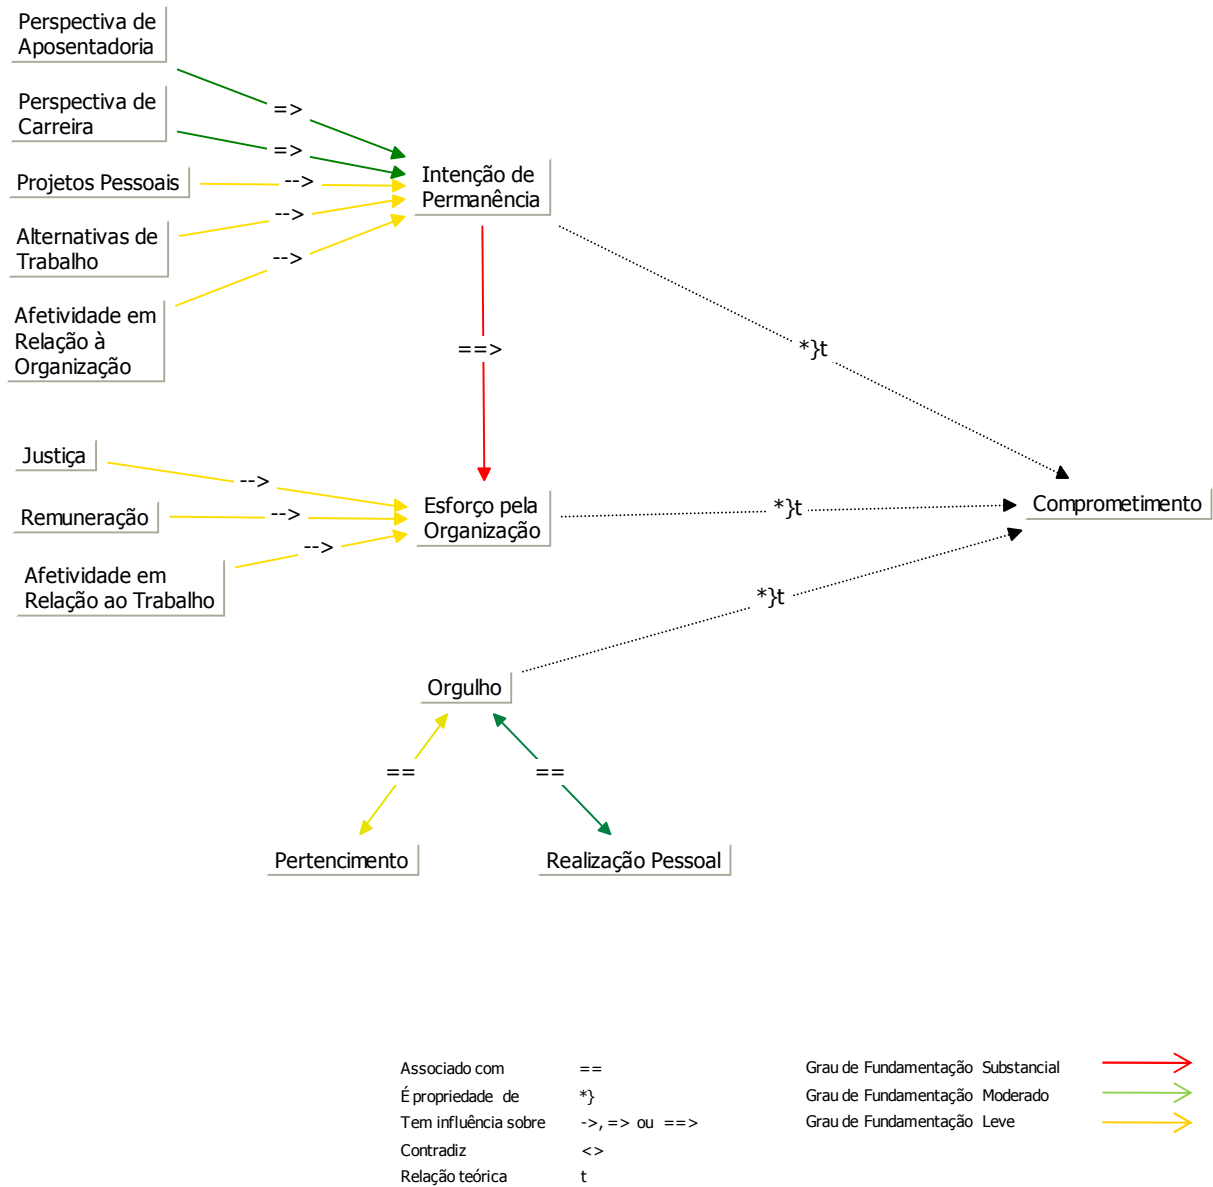 Perspectiva de
Aposentadoria
=>
Perspectiva de
Carreira
=>
Projetos Pessoais
-->
Intenção de
Permanência
Alternativas de
Trabalho
-->
-->
Afetividade em
Relação à
Organização
==>
*}t
Justiça
-->
Remuneração
-->
Esforço pela
Organização
*}t
Comprometimento
-->
Afetividade em
Relação ao Trabalho
*}t
Orgulho
==
==
Pertencimento
Realização Pessoal
Associado com ==
É propriedade de *}
Tem influência sobre ->, => ou ==>
Contradiz <>
Relação teórica t
Grau de Fundamentação Substancial
Grau de Fundamentação Moderado
Grau de Fundamentação Leve